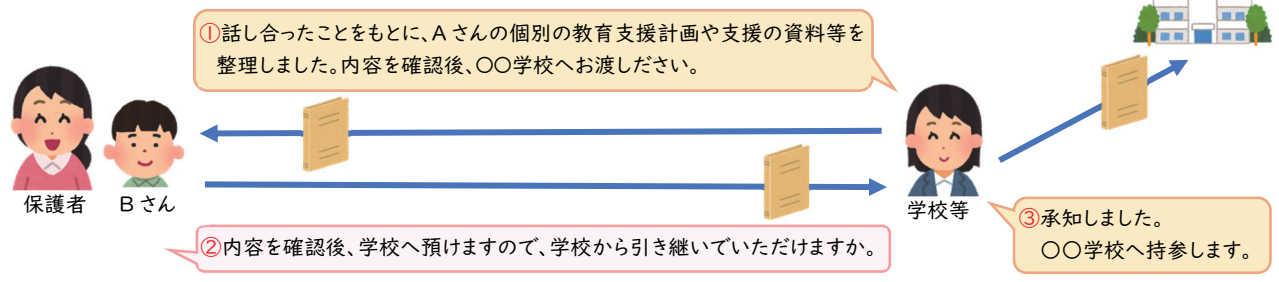 ①話し合ったことをもとに、Aさんの個別の教育支援計画や支援の資料等を
整理しました。内容を確認後、〇〇学校へお渡しださい。
保護者
Bさん
学校等
②内容を確認後、学校へ預けますので、学校から引き継いでいただけますか。
③承知しました。
〇〇学校へ持参します。